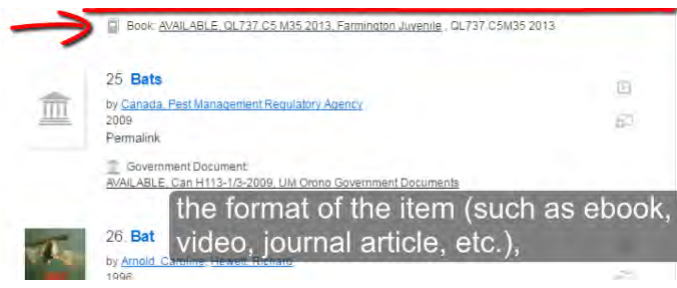 Book: AVAILABLE, QL737.C5 M35 2013, Farmington Juvenile , QL737.C5M35 2013
25. Bats
by Canada. Pest Management Regulatory Agency
2009
Permalink
Government Document:
AVAILABLE, Can H113-1/3-2009, UM Orono Government Documents
the format of the item (such as ebook,
video, journal article, etc.),
26. Bat
by Arnold, Caroline; Hewett, Richard
1996